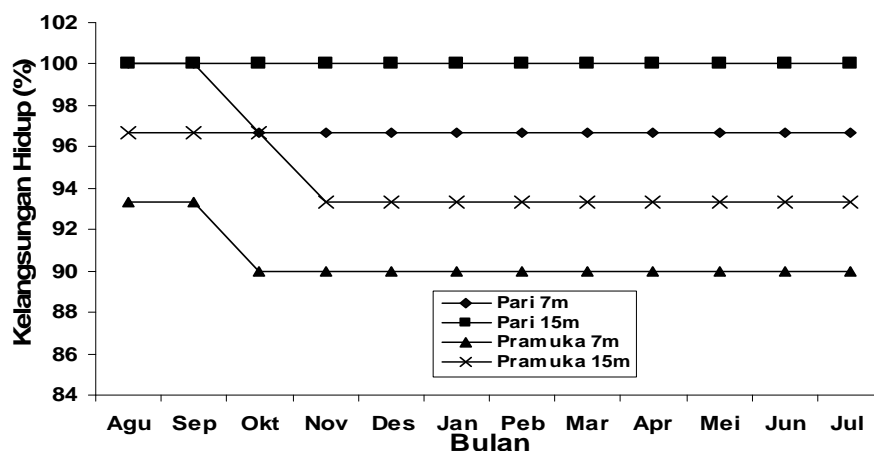 Kelangsungan Hidup (%)
102
100
98
96
94
92
90
88
86
84
Pari 7m
Pari 15m
Pramuka 7m
Pramuka 15m
Agu Sep Okt Nov Des Jan Peb Mar Apr Mei Jun Jul
Bulan